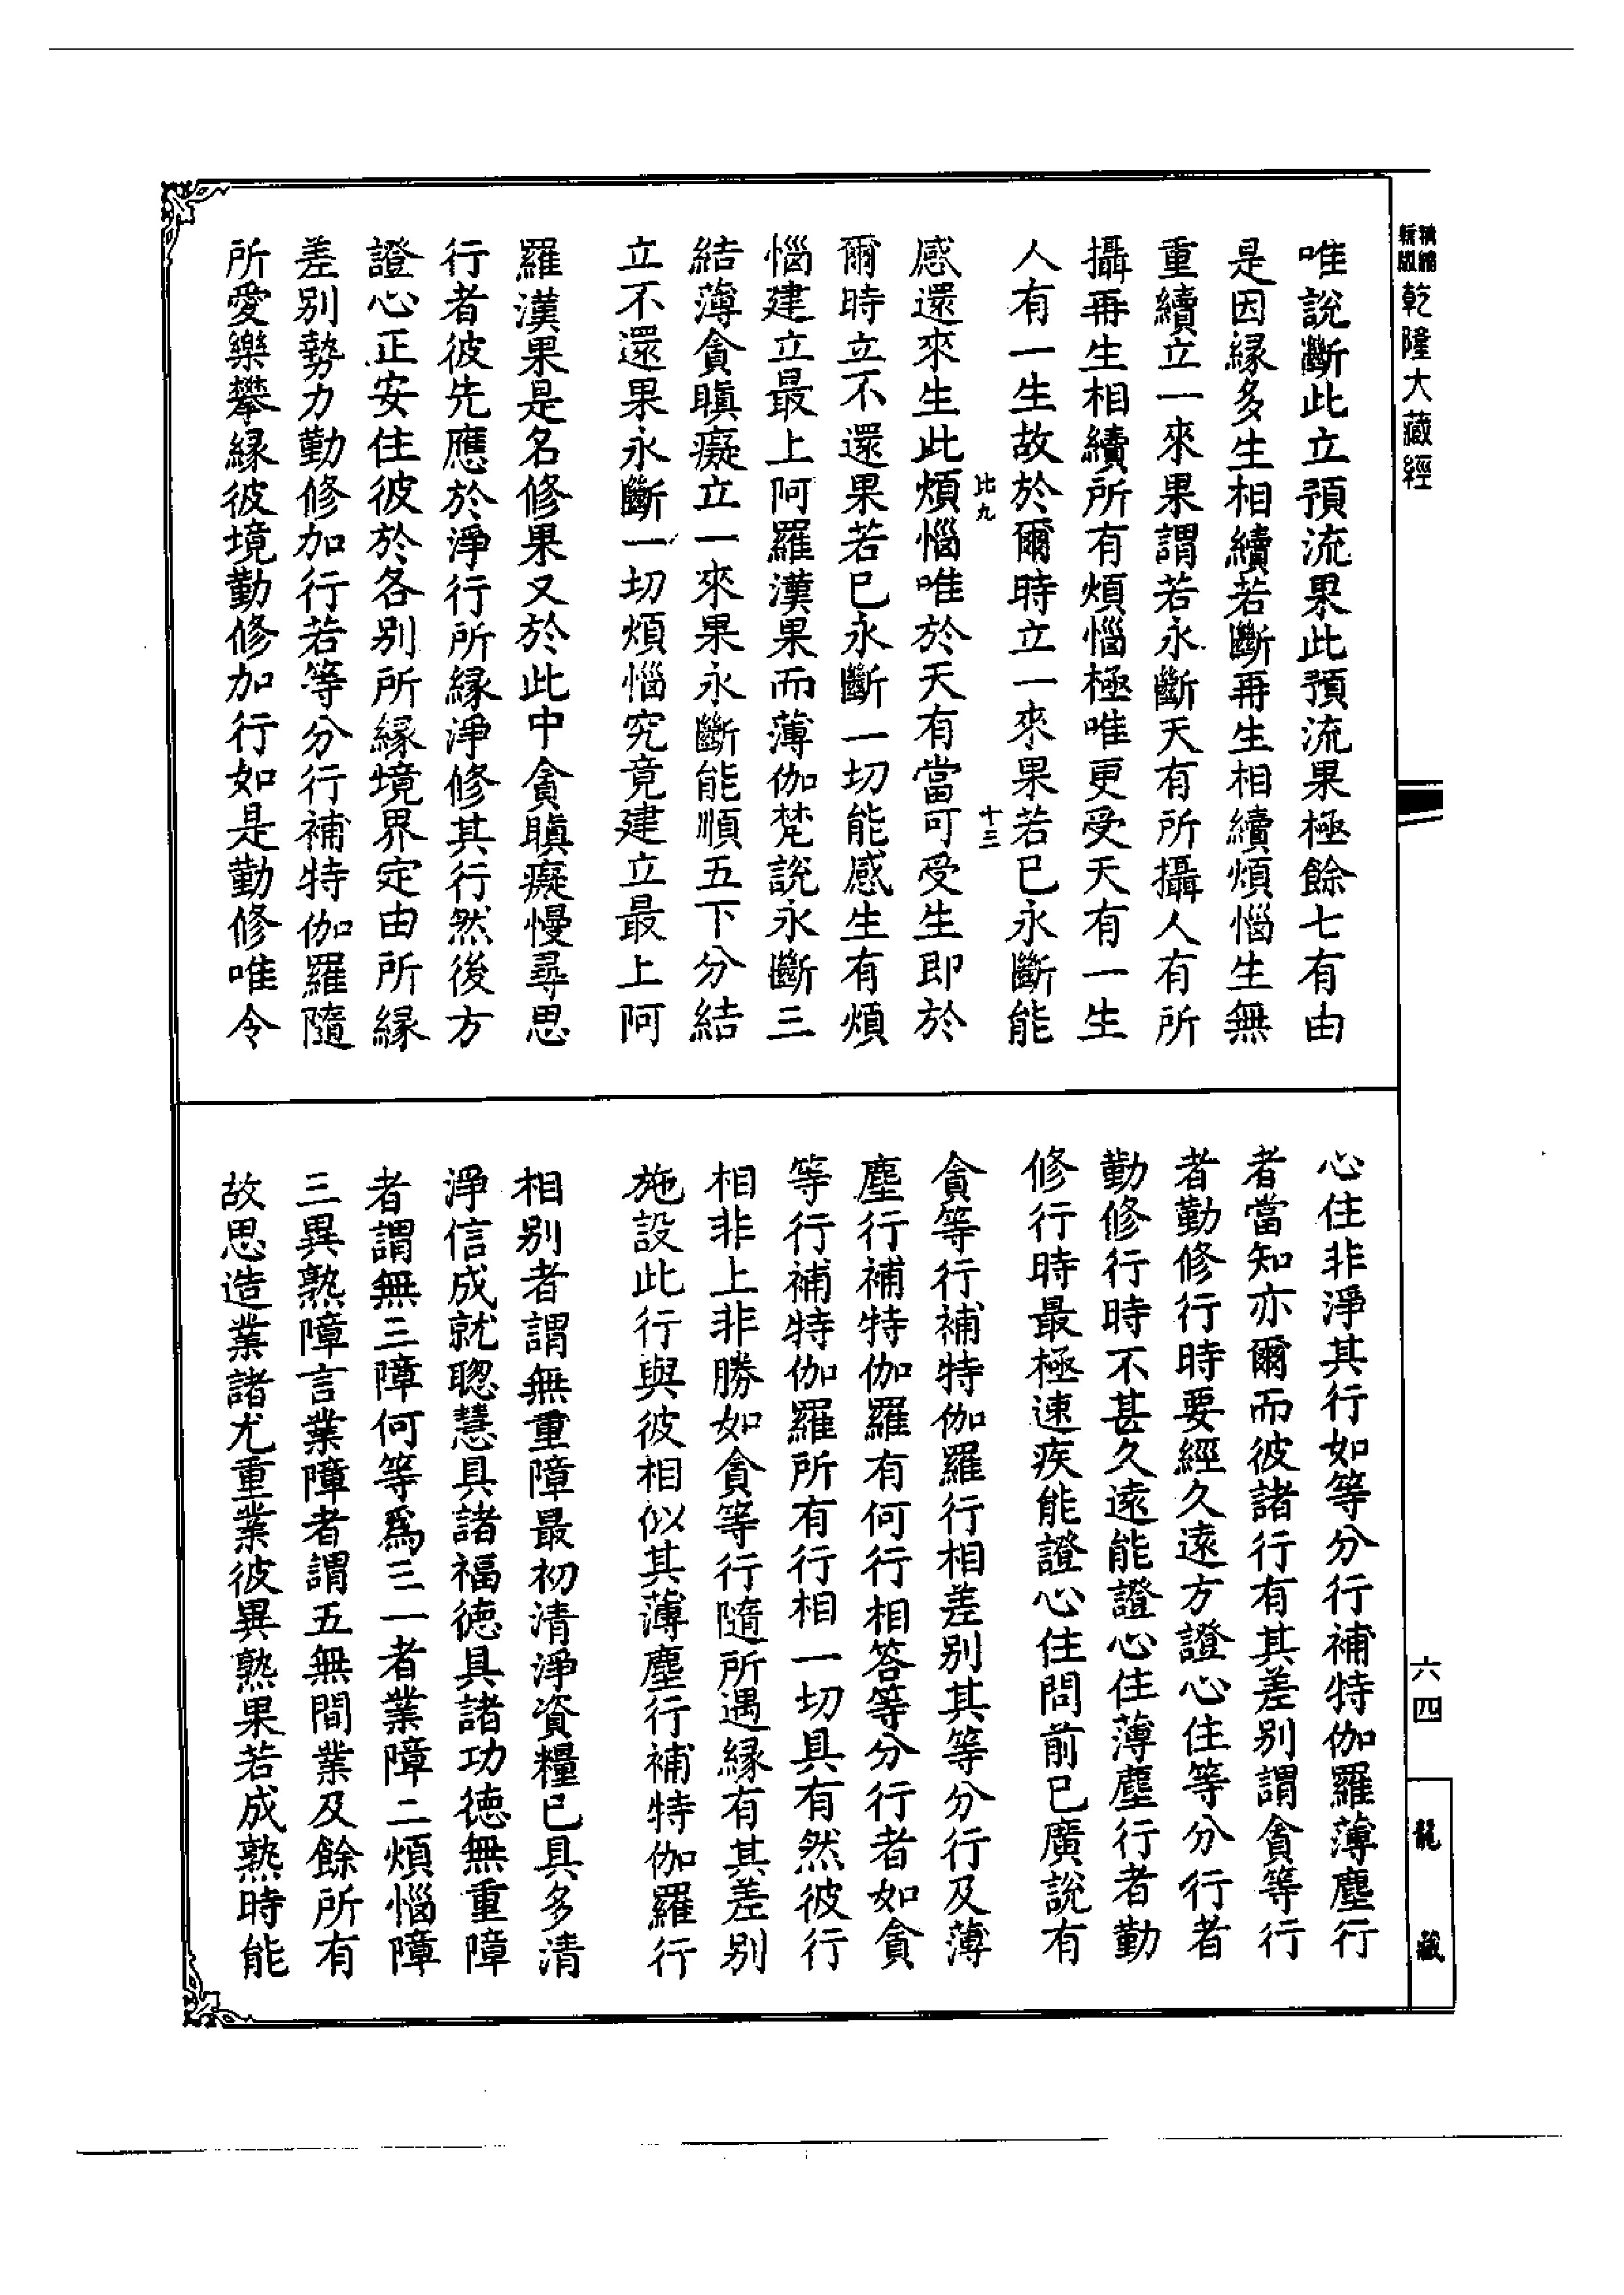 精縮
新版
乾隆大藏經
唯說斷此立預流果此預流果極餘七有由
是因緣多生相續若斷再生相續煩惱生無
重續立一來果謂若永斷天有所攝人有所
攝再生相續所有煩惱極唯更受天有一生
人有一生故於爾時立一來果若已永斷能
比九
十三
感還來生此煩惱唯於天有當可受生即於
爾時立不還果若已永斷一切能感生有煩
惱建立最上阿羅漢果而薄伽梵說永斷三
結薄貪瞋癡立一來果永斷能順五下分結
立不還果永斷一切煩惱究竟建立最上阿
羅漢果是名修果又於此中貪瞋癡慢尋思
行者彼先應於淨行所緣淨修其行然後方
證心正安住彼於各別所緣境界定由所緣
差別勢力勤修加行若等分行補特伽羅隨
所愛樂攀緣彼境勤修加行如是勤修唯令
心住非淨其行如等分行補特伽羅薄塵行
者當知亦爾而彼諸行有其差別謂貪等行
者勤修行時要經久遠方證心住等分行者
勤修行時不甚久遠能證心住薄塵行者勤
修行時最極速疾能證心住問前已廣說有
貪等行補特伽羅行相差別其等分行及薄
塵行補特伽羅有何行相答等分行者如貪
等行補特伽羅所有行相一切具有然彼行
相非上非勝如貪等行隨所遇緣有其差別
施設此行與彼相似其薄塵行補特伽羅行
相別者謂無重障最初清淨資糧已具多清
淨信成就聰慧具諸福德具諸功德無重障
者謂無三障何等爲三一者業障二煩惱障
三異熟障言業障者謂五無間業及餘所有
故思造業諸尤重業彼異熟果若成熟時能
六四
龍藏